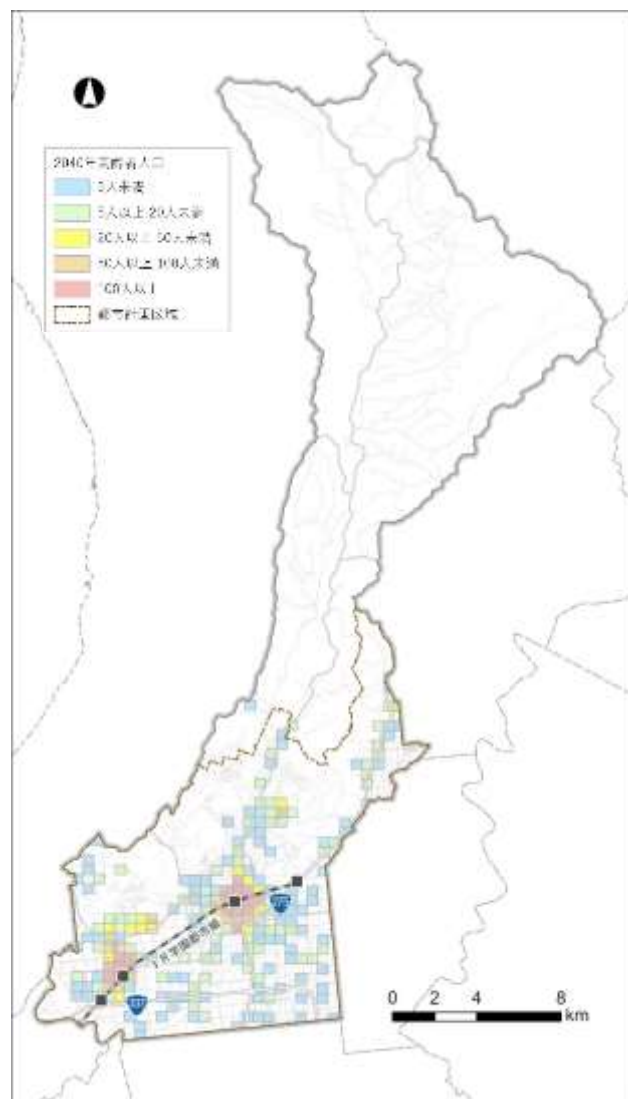 2040年高齢者人口
5人未満
5人以上 20人未満
20人以上 50人未満
50人以上 100人未満
100人以上
都市計画区域
0 2 4 8
km